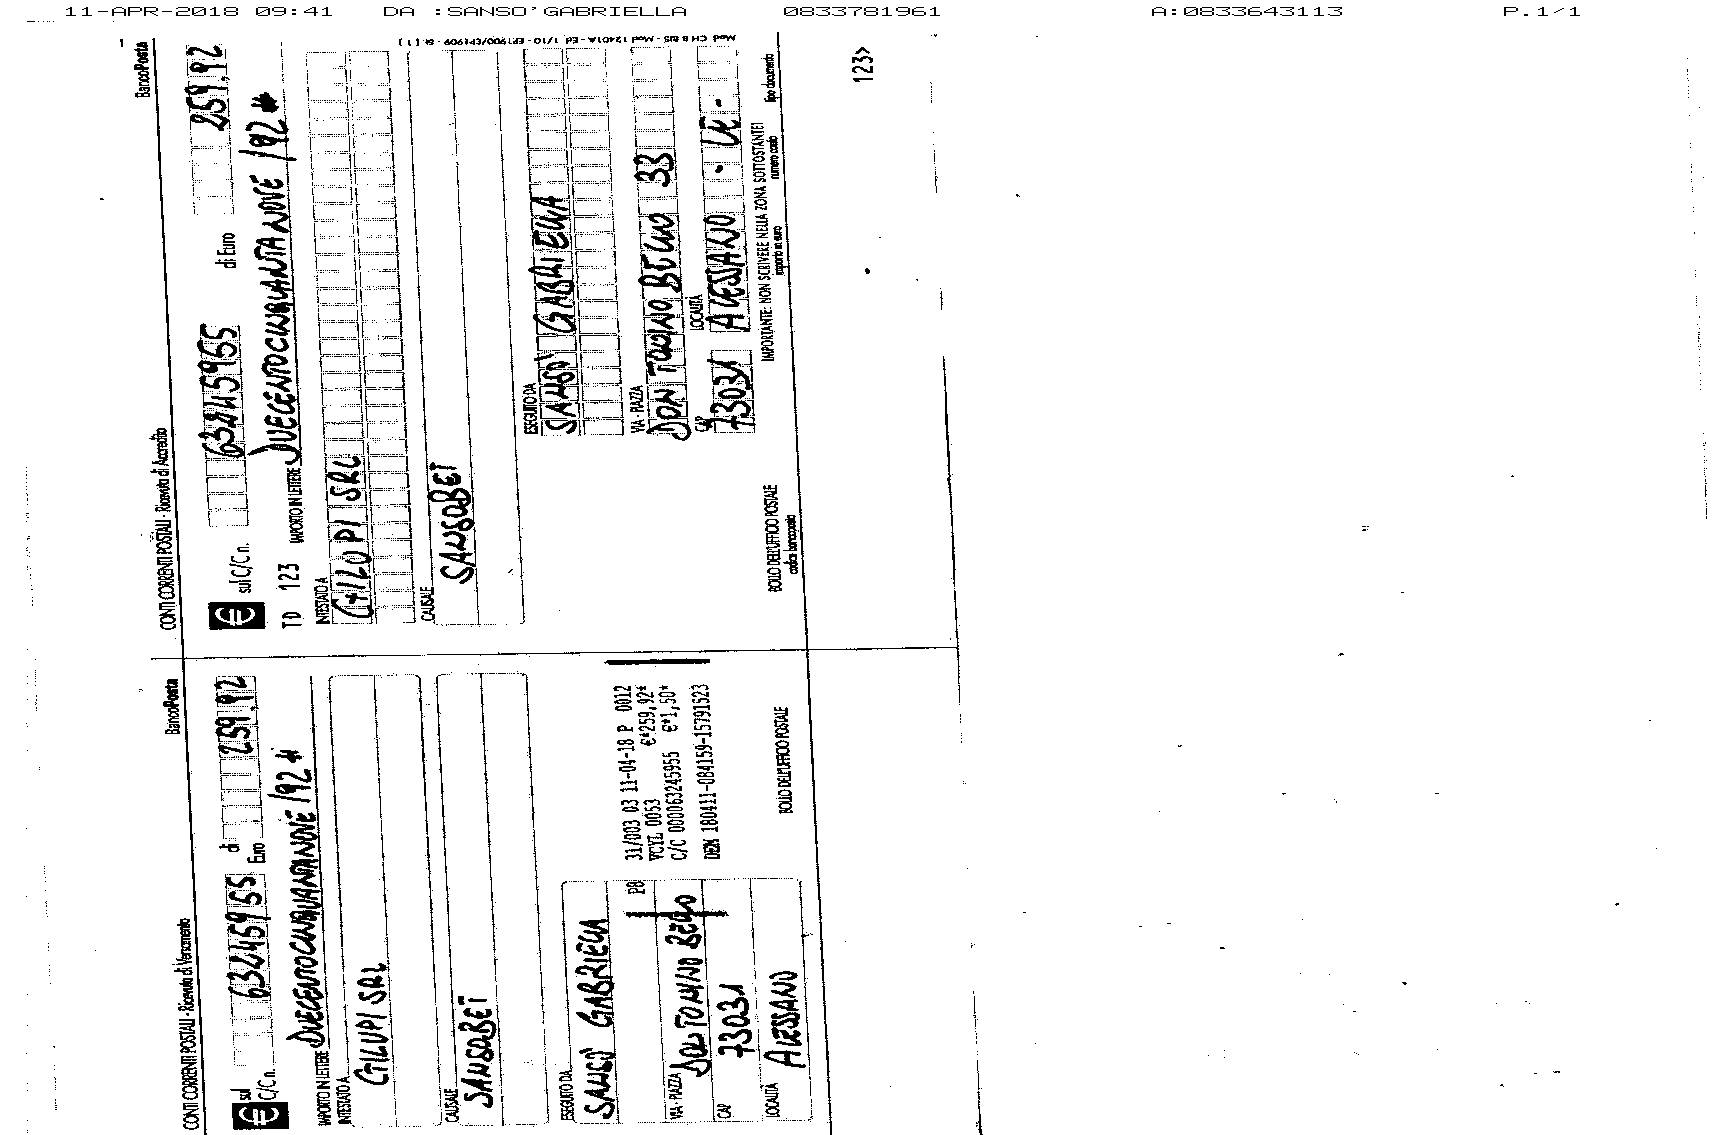 11-APR-2018 09:41 DA :SANSO'GABRIELLA 0833781961 A:0833643113 P.1/1
CONTI CORRENTI POSTALI - Ricevuta di Versamento BancoPosta
€ sul C/C n. 63245955 di Euro 259,92
IMPORTO IN LETTERE DUECENTOCINQUANTANOVE/92
INTESTATO A
GILUPI SRL
CAUSALE
SANSOBET
ESEGUITO DA
SANSO' GABRIELLA
VIA - PIAZZA DON TONINO BELLO
CAP 73031
LOCALITÀ ALESSANO
31/003 03 11-04-18 P 0012
VCYL 0053 €*259,92*
C/C 000063245955 €*1,50*
DEN 180411-084159-15791523
BOLLO DELL'UFFICIO POSTALE
CONTI CORRENTI POSTALI - Ricevuta di Accredito BancoPosta
1
€ sul C/C n. 63245955 di Euro 259,92
TD 123 IMPORTO IN LETTERE DUECENTOCINQUANTANOVE/92
INTESTATO A
GILUPI SRL
CAUSALE
SANSOBET
ESEGUITO DA
SANSO' GABRIELLA
VIA - PIAZZA
DON TONINO BELLO 33
CAP LOCALITÀ
73031 ALESSANO - LE -
BOLLO DELL'UFFICIO POSTALE
codice bancoposta
IMPORTANTE: NON SCRIVERE NELLA ZONA SOTTOSTANTE!
importo in euro numero conto tipo documento
123>